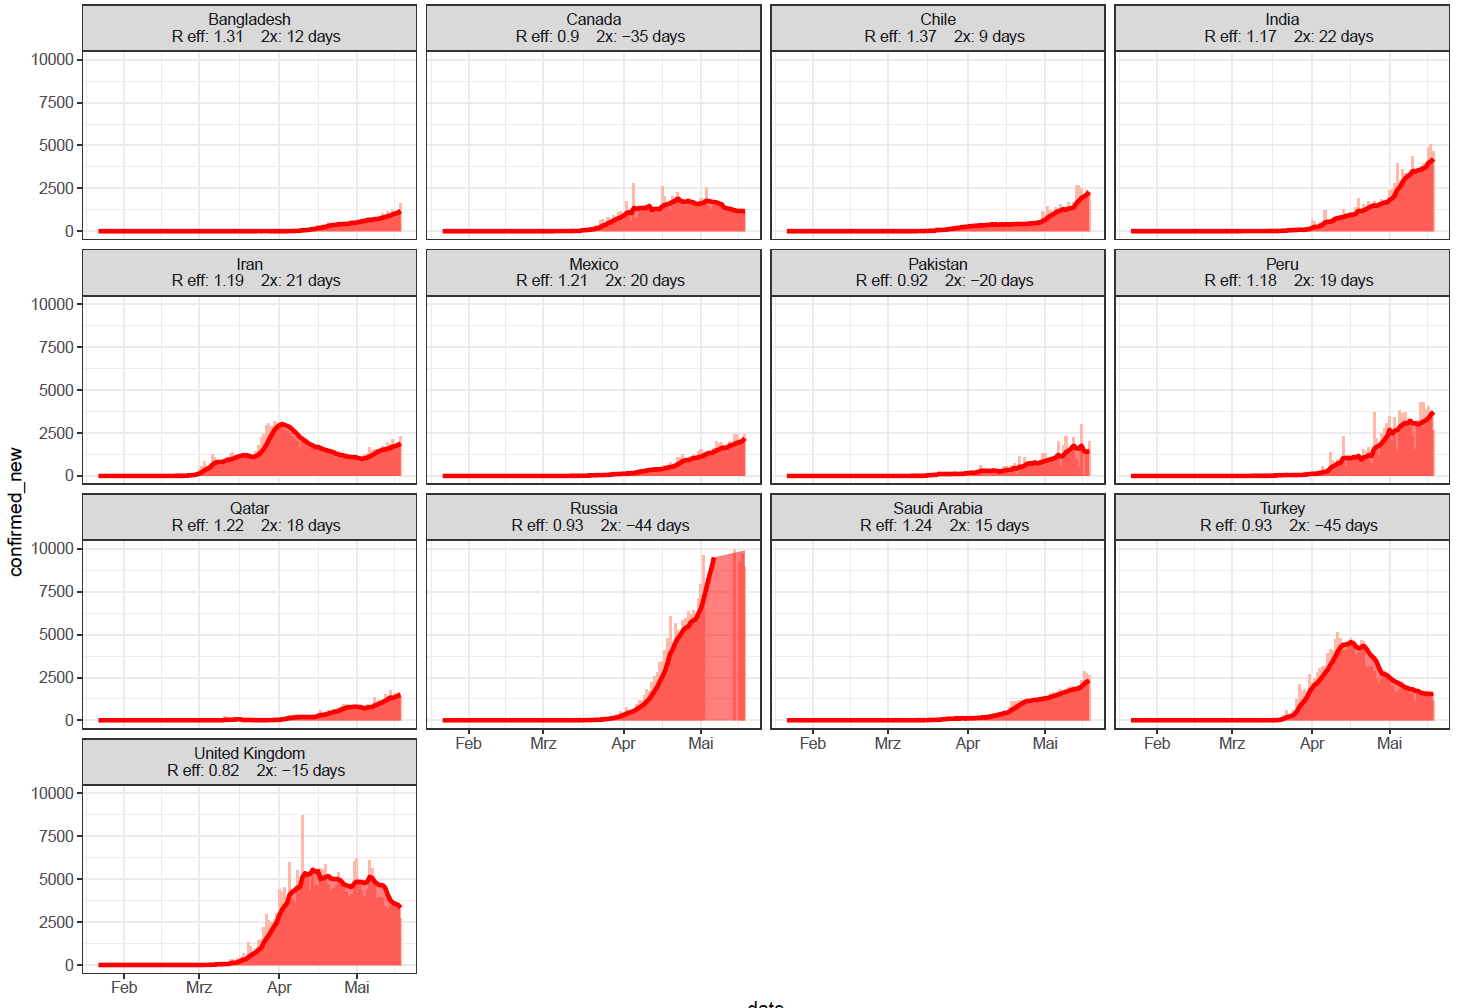 Bangladesh
R eff: 1.31 2x: 12 days
Canada
R eff: 0.9 2x: −35 days
Chile
R eff: 1.37 2x: 9 days
India
R eff: 1.17 2x: 22 days
10000
7500
5000
2500
0
Iran
R eff: 1.19 2x: 21 days
Mexico
R eff: 1.21 2x: 20 days
Pakistan
R eff: 0.92 2x: −20 days
Peru
R eff: 1.18 2x: 19 days
10000
7500
5000
2500
0
confirmed_new
Qatar
R eff: 1.22 2x: 18 days
Russia
R eff: 0.93 2x: −44 days
Saudi Arabia
R eff: 1.24 2x: 15 days
Turkey
R eff: 0.93 2x: −45 days
10000
7500
5000
2500
0
Feb Mrz Apr Mai
Feb Mrz Apr Mai
Feb Mrz Apr Mai
United Kingdom
R eff: 0.82 2x: −15 days
10000
7500
5000
2500
0
Feb Mrz Apr Mai
date